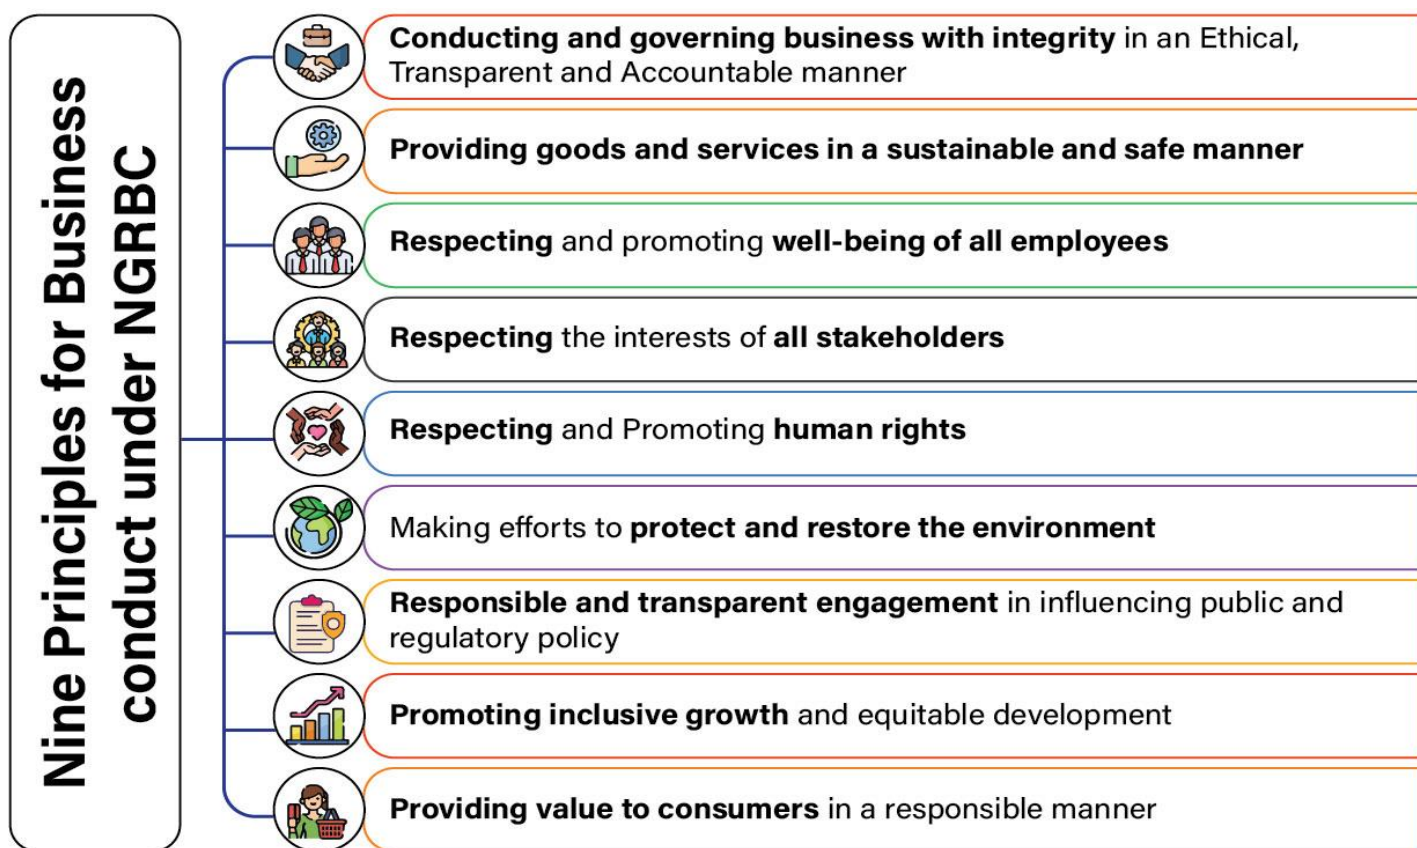 Nine Principles for Business
conduct under NGRBC
Conducting and governing business with integrity in an Ethical,
Transparent and Accountable manner
Providing goods and services in a sustainable and safe manner
Respecting and promoting well-being of all employees
Respecting the interests of all stakeholders
Respecting and Promoting human rights
Making efforts to protect and restore the environment
Responsible and transparent engagement in influencing public and
regulatory policy
Promoting inclusive growth and equitable development
Providing value to consumers in a responsible manner